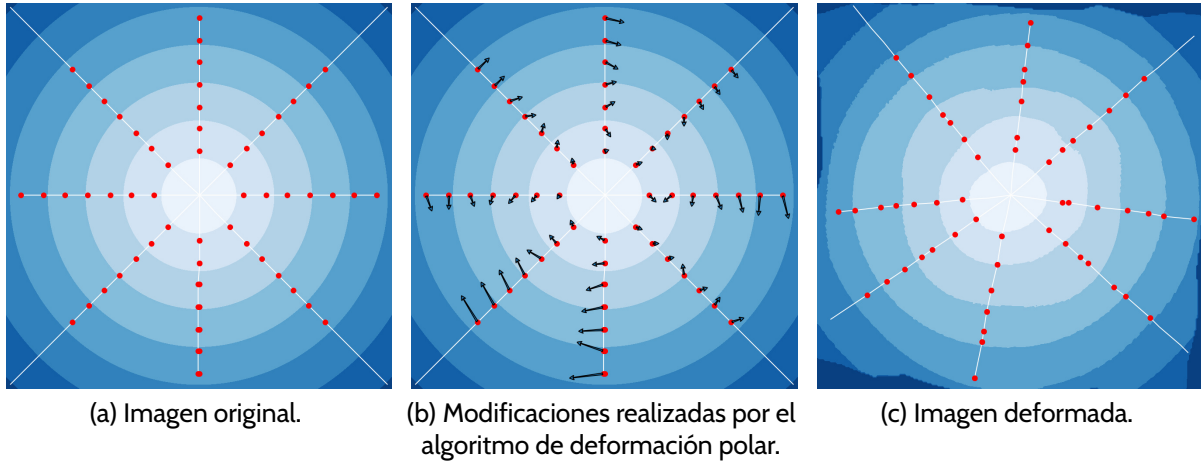 (a) Imagen original.
(b) Modificaciones realizadas por el
algoritmo de deformación polar.
(c) Imagen deformada.